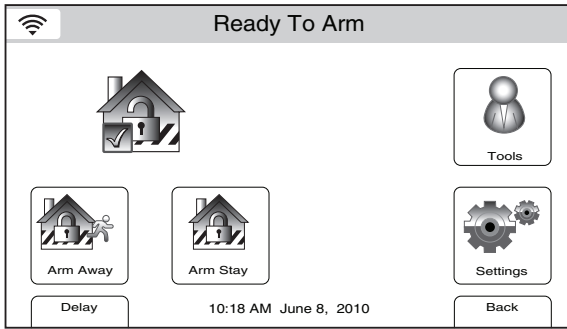 Ready To Arm
Tools
Arm Away
Arm Stay
Settings
Delay
10:18 AM June 8, 2010
Back